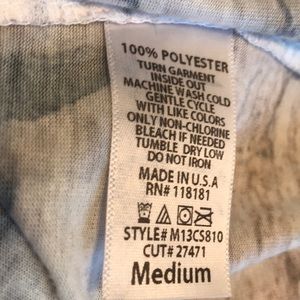 100% POLYESTER
TURN GARMENT
INSIDE OUT
MACHINE WASH COLD
GENTLE CYCLE
WITH LIKE COLORS
ONLY NON-CHLORINE
BLEACH IF NEEDED
TUMBLE DRY LOW
DO NOT IRON
MADE IN U.S.A
RN# 118181
STYLE# M13CS810
CUT# 27471
Medium